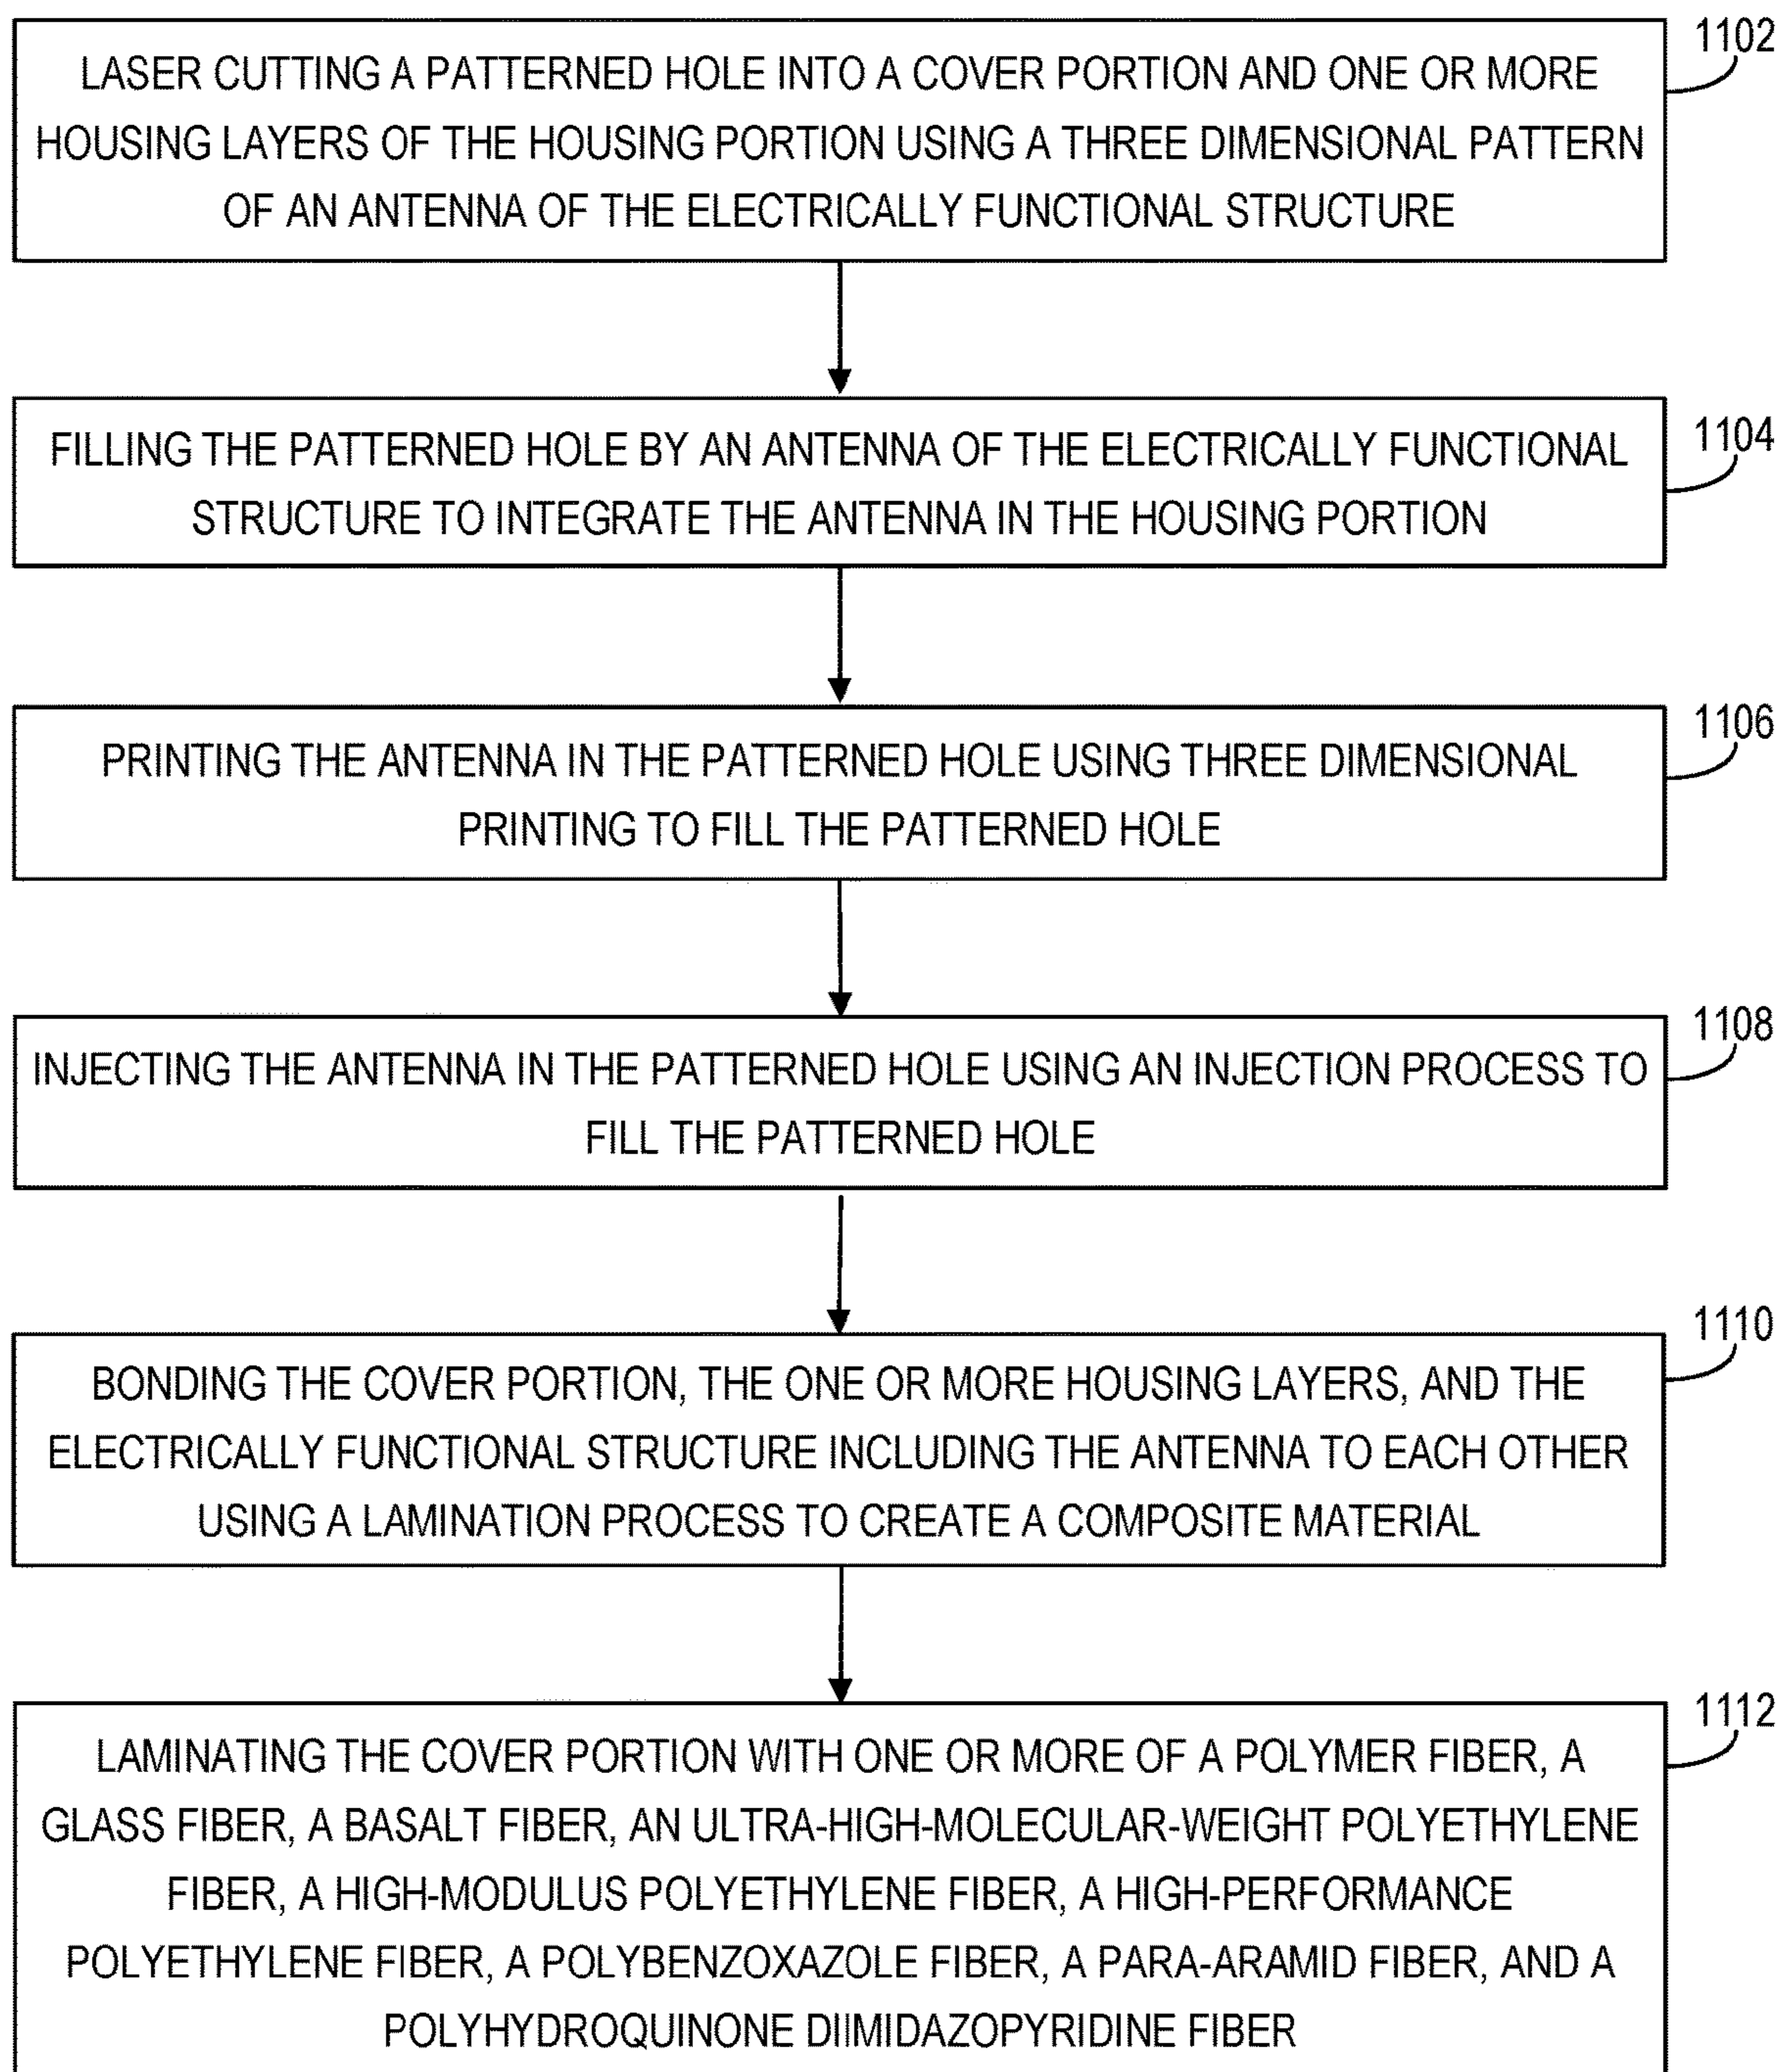 1102
LASER CUTTING A PATTERNED HOLE INTO A COVER PORTION AND ONE OR MORE
HOUSING LAYERS OF THE HOUSING PORTION USING A THREE DIMENSIONAL PATTERN
OF AN ANTENNA OF THE ELECTRICALLY FUNCTIONAL STRUCTURE
1104
FILLING THE PATTERNED HOLE BY AN ANTENNA OF THE ELECTRICALLY FUNCTIONAL
STRUCTURE TO INTEGRATE THE ANTENNA IN THE HOUSING PORTION
1106
PRINTING THE ANTENNA IN THE PATTERNED HOLE USING THREE DIMENSIONAL
PRINTING TO FILL THE PATTERNED HOLE
1108
INJECTING THE ANTENNA IN THE PATTERNED HOLE USING AN INJECTION PROCESS TO
FILL THE PATTERNED HOLE
1110
BONDING THE COVER PORTION, THE ONE OR MORE HOUSING LAYERS, AND THE
ELECTRICALLY FUNCTIONAL STRUCTURE INCLUDING THE ANTENNA TO EACH OTHER
USING A LAMINATION PROCESS TO CREATE A COMPOSITE MATERIAL
1112
LAMINATING THE COVER PORTION WITH ONE OR MORE OF A POLYMER FIBER, A
GLASS FIBER, A BASALT FIBER, AN ULTRA-HIGH-MOLECULAR-WEIGHT POLYETHYLENE
FIBER, A HIGH-MODULUS POLYETHYLENE FIBER, A HIGH-PERFORMANCE
POLYETHYLENE FIBER, A POLYBENZOXAZOLE FIBER, A PARA-ARAMID FIBER, AND A
POLYHYDROQUINONE DIIMIDAZOPYRIDINE FIBER